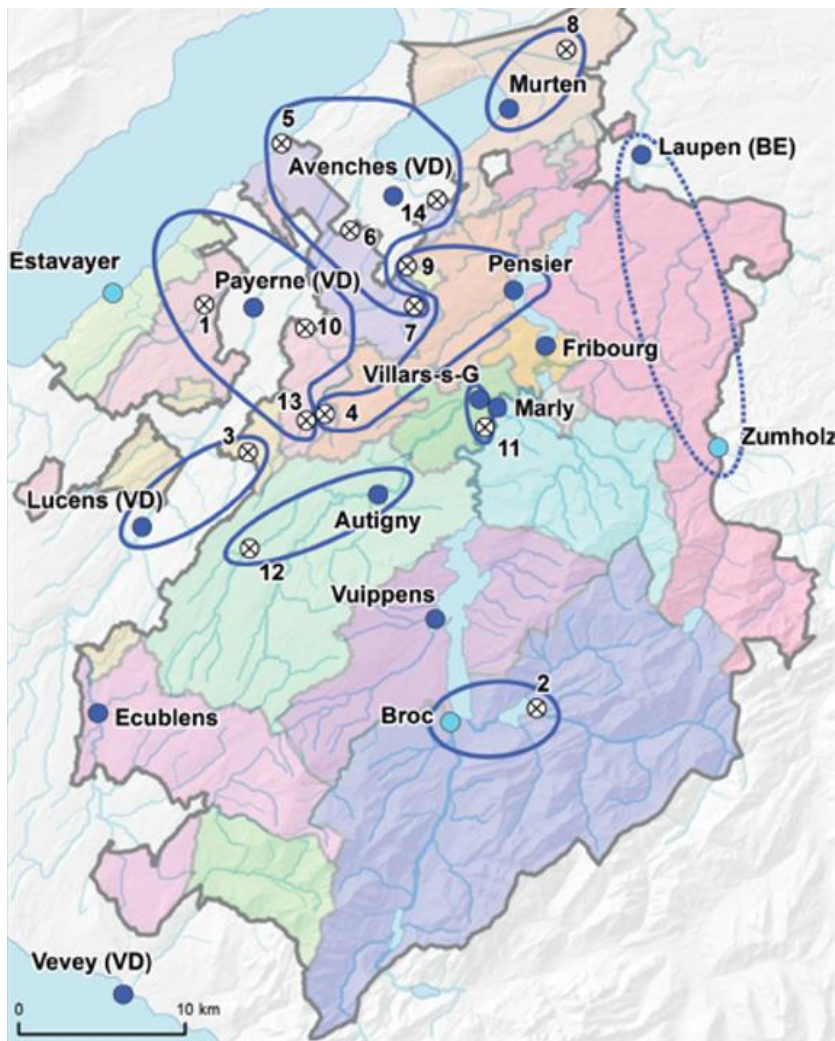 8
Murten
5
Laupen (BE)
Avenches (VD)
14
6
Estavayer
9
Payerne (VD)
Pensier
1
10
7
Fribourg
Villars-s-G
13
4
Marly
3
11
Zumholz
Lucens (VD)
Autigny
12
Vuippens
2
Broc
Ecublens
Vevey (VD)
0
10 km